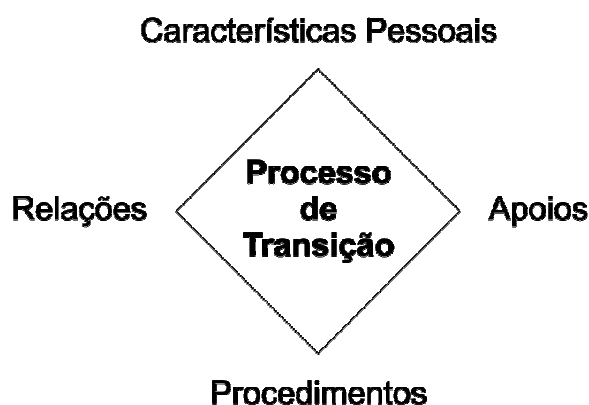 Características Pessoais
Processo
Relações
de
Apoios
Transição
Procedimentos